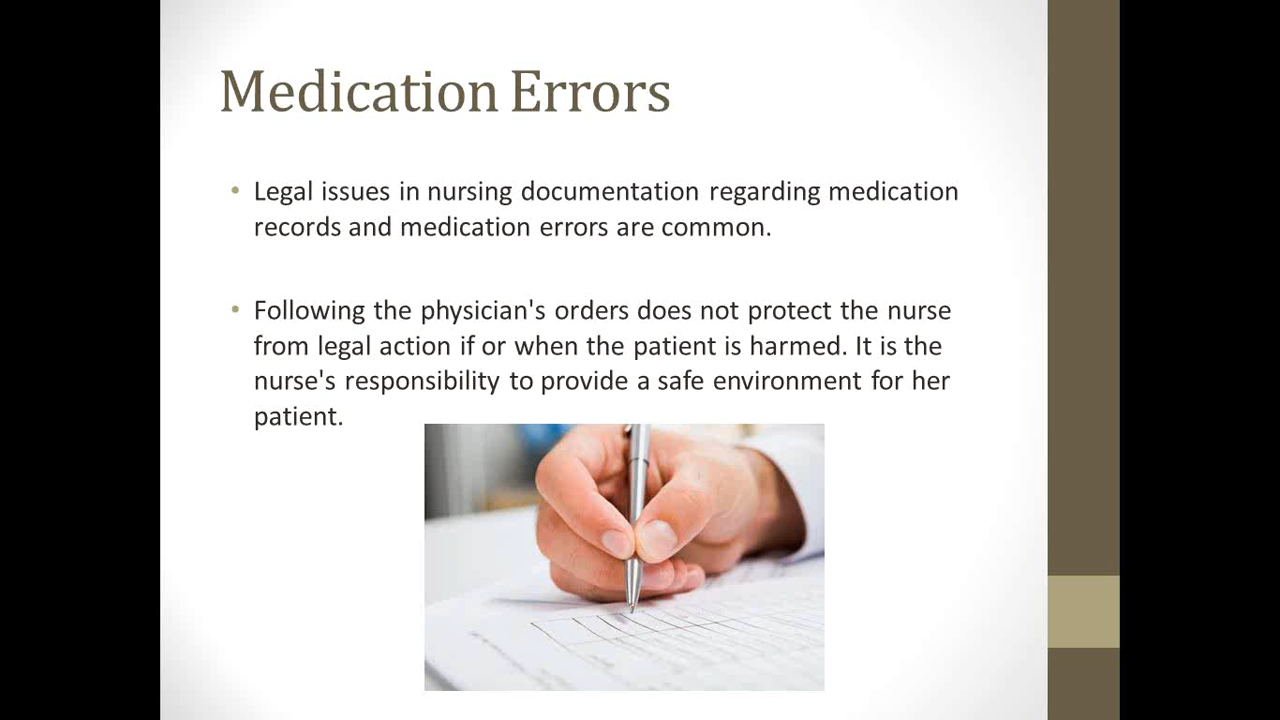 Medication Errors
• Legal issues in nursing documentation regarding medication
records and medication errors are common.
• Following the physician's orders does not protect the nurse
from legal action if or when the patient is harmed. It is the
nurse's responsibility to provide a safe environment for her
patient.